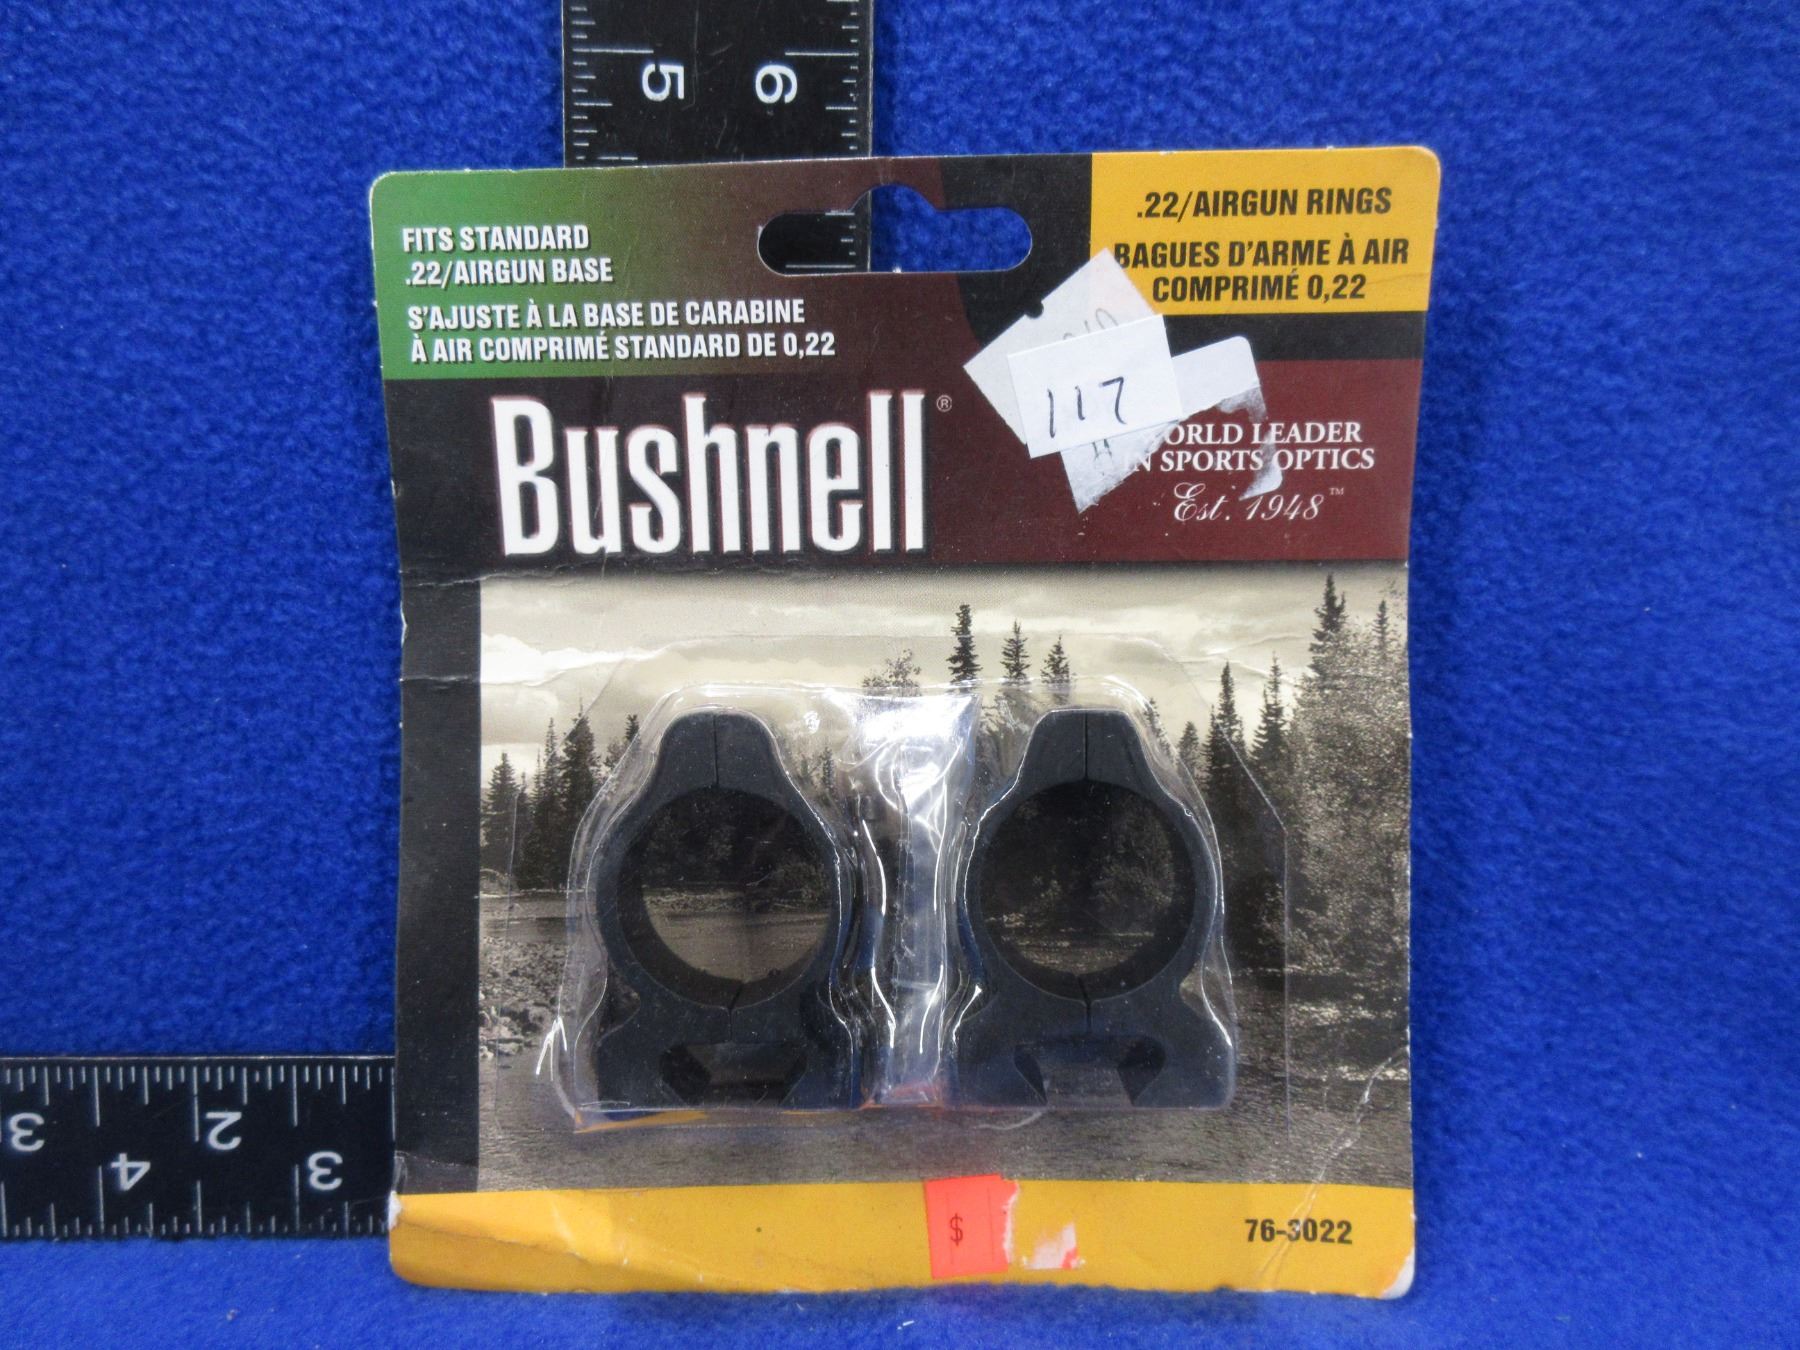 5 6
FITS STANDARD
.22/AIRGUN BASE
S'AJUSTE À LA BASE DE CARABINE
À AIR COMPRIMÉ STANDARD DE 0,22
.22/AIRGUN RINGS
BAGUES D'ARME À AIR
COMPRIMÉ 0,22
117
Bushnell®
WORLD LEADER
IN SPORTS OPTICS
Est. 1948™
3 2
4 3
$
76-3022